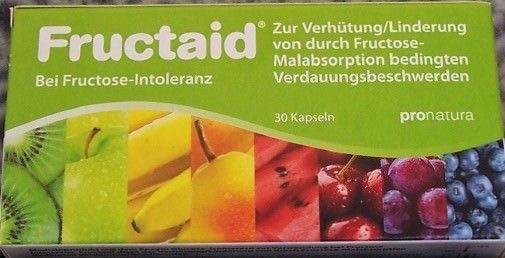 Fructaid®
Bei Fructose-Intoleranz
Zur Verhütung/Linderung
von durch Fructose-
Malabsorption bedingten
Verdauungsbeschwerden
30 Kapseln
pronatura